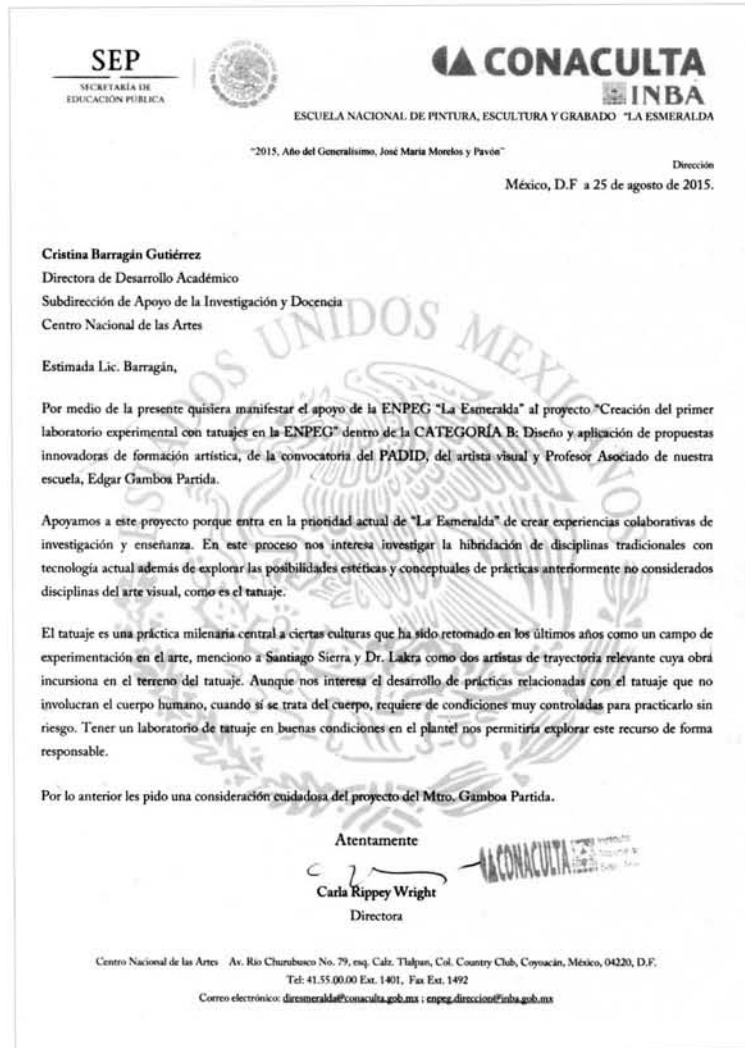 SEP
SECRETARÍA DE
EDUCACIÓN PÚBLICA
CONACULTA
INBA
ESCUELA NACIONAL DE PINTURA, ESCULTURA Y GRABADO "LA ESMERALDA
"2015, Año del Generalísimo, José María Morelos y Pavón"
Dirección
México, D.F a 25 de agosto de 2015.
Cristina Barragán Gutiérrez
Directora de Desarrollo Académico
Subdirección de Apoyo de la Investigación y Docencia
Centro Nacional de las Artes
ESTADOS UNIDOS MEXICANOS
Estimada Lic. Barragán,
Por medio de la presente quisiera manifestar el apoyo de la ENPEG "La Esmeralda" al proyecto "Creación del primer
laboratorio experimental con tatuajes en la ENPEG" dentro de la CATEGORÍA B: Diseño y aplicación de propuestas
innovadoras de formación artística, de la convocatoria del PADID, del artista visual y Profesor Asociado de nuestra
escuela, Edgar Gamboa Partida.
Apoyamos a este proyecto porque entra en la prioridad actual de "La Esmeralda" de crear experiencias colaborativas de
investigación y enseñanza. En este proceso nos interesa investigar la hibridación de disciplinas tradicionales con
tecnología actual además de explorar las posibilidades estéticas y conceptuales de prácticas anteriormente no considerados
disciplinas del arte visual, como es el tatuaje.
El tatuaje es una práctica milenaria central a ciertas culturas que ha sido retomado en los últimos años como un campo de
experimentación en el arte, menciono a Santiago Sierra y Dr. Lakra como dos artistas de trayectoria relevante cuya obra
incursiona en el terreno del tatuaje. Aunque nos interesa el desarrollo de prácticas relacionadas con el tatuaje que no
involucran el cuerpo humano, cuando sí se trata del cuerpo, requiere de condiciones muy controladas para practicarlo sin
riesgo. Tener un laboratorio de tatuaje en buenas condiciones en el plantel nos permitiría explorar este recurso de forma
responsable.
Por lo anterior les pido una consideración cuidadosa del proyecto del Mtro. Gamboa Partida.
Atentamente
CONACULTA
Carla Rippey Wright
Directora
Centro Nacional de las Artes Av. Río Churubusco No. 79, esq. Calz. Tlalpan, Col. Country Club, Coyoacán, México, 04220, D.F.
Tel: 41.55.00.00 Ext. 1401, Fax Ext. 1492
Correo electrónico: diresmeralda@conaculta.gob.mx ; enpeg.direccion@inba.gob.mx